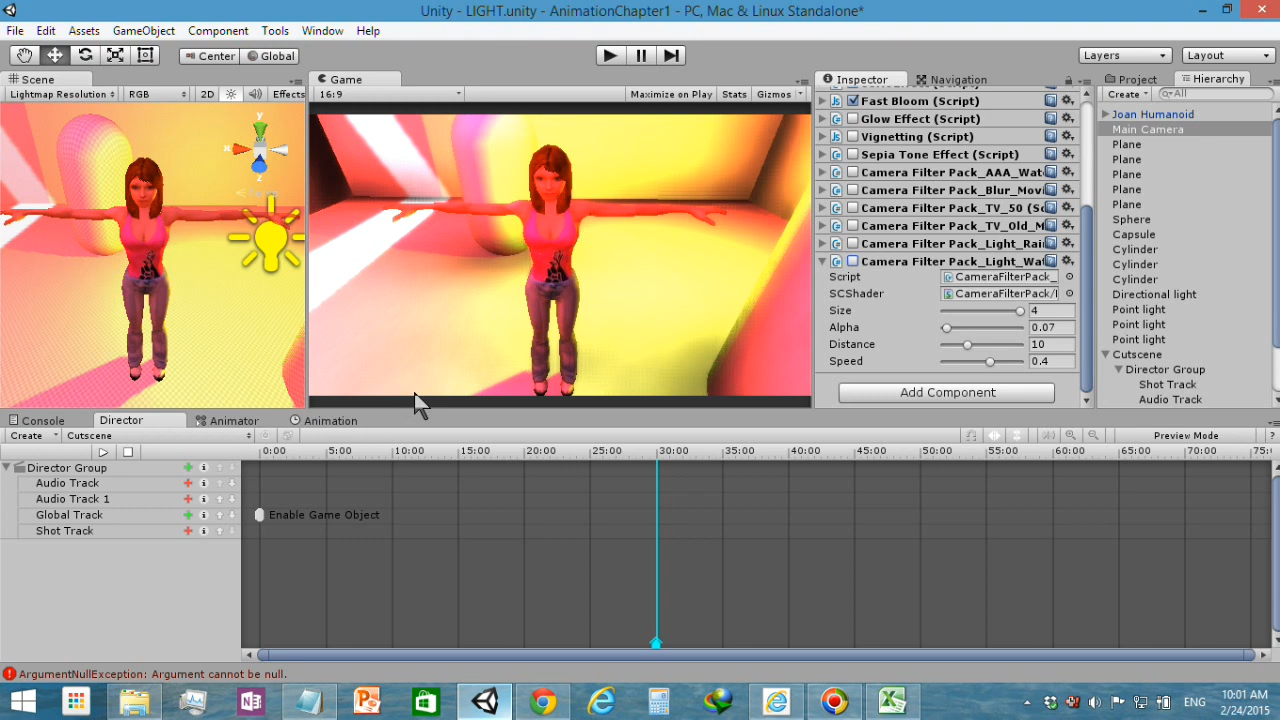 Unity - LIGHT.unity - AnimationChapter1 - PC, Mac & Linux Standalone*
File Edit Assets GameObject Component Tools Window Help
Center Global Layers Layout
Scene Game Inspector Navigation Project Hierarchy
Lightmap Resolution RGB 2D Effects 16:9 Maximize on Play Stats Gizmos Create All
Fast Bloom (Script)
Glow Effect (Script)
Vignetting (Script)
Sepia Tone Effect (Script)
Camera Filter Pack_AAA_Wat
Camera Filter Pack_Blur_Movi
Camera Filter Pack_TV_50 (Sc
Camera Filter Pack_TV_Old_M
Camera Filter Pack_Light_Rai
Camera Filter Pack_Light_Wat
Script CameraFilterPack_
SCShader CameraFilterPack/
Size 4
Alpha 0.07
Distance 10
Speed 0.4
Add Component
Joan Humanoid
Main Camera
Plane
Plane
Plane
Plane
Plane
Sphere
Capsule
Cylinder
Cylinder
Cylinder
Directional light
Point light
Point light
Point light
Cutscene
Director Group
Shot Track
Audio Track
Console Director Animator Animation
Create Cutscene Preview Mode ?
0:00 5:00 10:00 15:00 20:00 25:00 30:00 35:00 40:00 45:00 50:00 55:00 60:00 65:00 70:00 75:
Director Group
Audio Track
Audio Track 1
Global Track Enable Game Object
Shot Track
ArgumentNullException: Argument cannot be null.
ENG
10:01 AM
2/24/2015